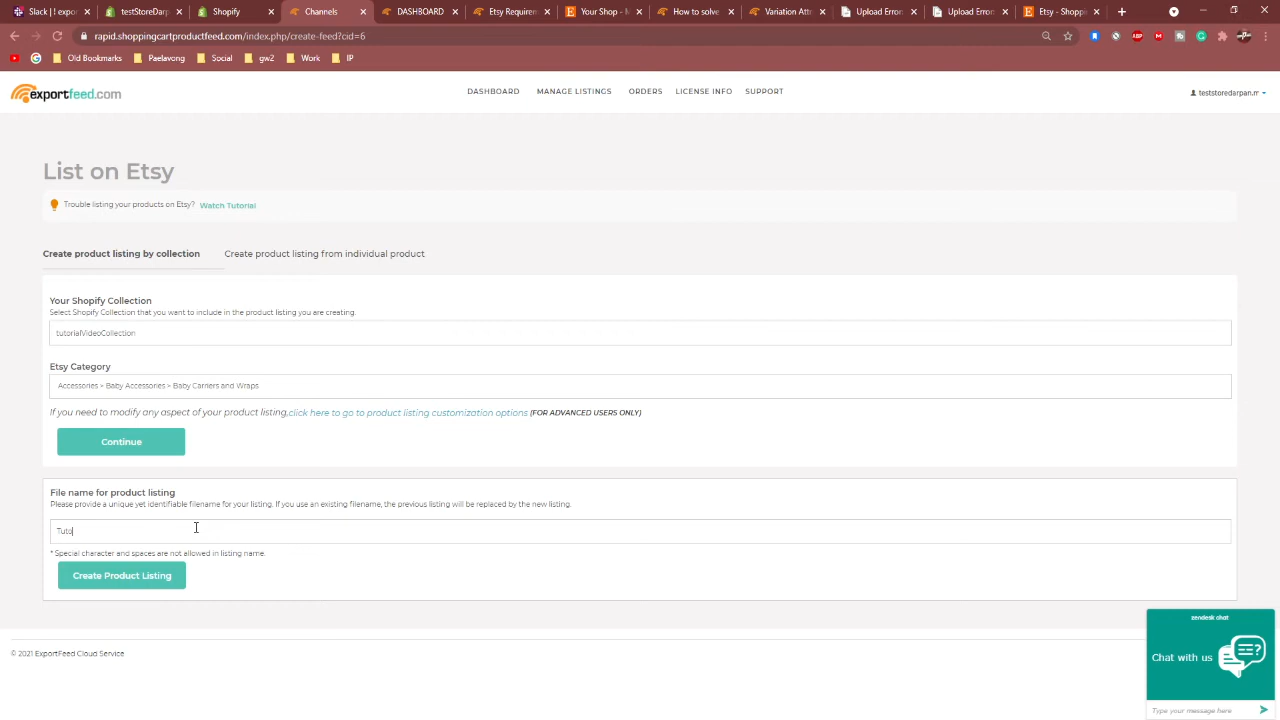 Slack
testStoreDarp
Shopify
Channels
DASHBOARD
Etsy Require
Your Shop -
How to solve
Variation Att
Upload Error
Upload Error
Etsy - Shoppi
rapid.shoppingcartproductfeed.com/index.php/create-feed?cid=6
Old Bookmarks
Paelavong
Social
gw2
Work
IP
exportfeed.com
DASHBOARD
MANAGE LISTINGS
ORDERS
LICENSE INFO
SUPPORT
teststoredarpan.m
List on Etsy
Trouble listing your products on Etsy? Watch Tutorial
Create product listing by collection
Create product listing from individual product
Your Shopify Collection
Select Shopify Collection that you want to include in the product listing you are creating.
tutorialVideoCollection
Etsy Category
Accessories > Baby Accessories > Baby Carriers and Wraps
If you need to modify any aspect of your product listing,click here to go to product listing customization options (FOR ADVANCED USERS ONLY)
Continue
File name for product listing
Please provide a unique yet identifiable filename for your listing. If you use an existing filename, the previous listing will be replaced by the new listing.
Tuto
* Special character and spaces are not allowed in listing name.
Create Product Listing
© 2021 ExportFeed Cloud Service
zendesk chat
Chat with us
Type your message here